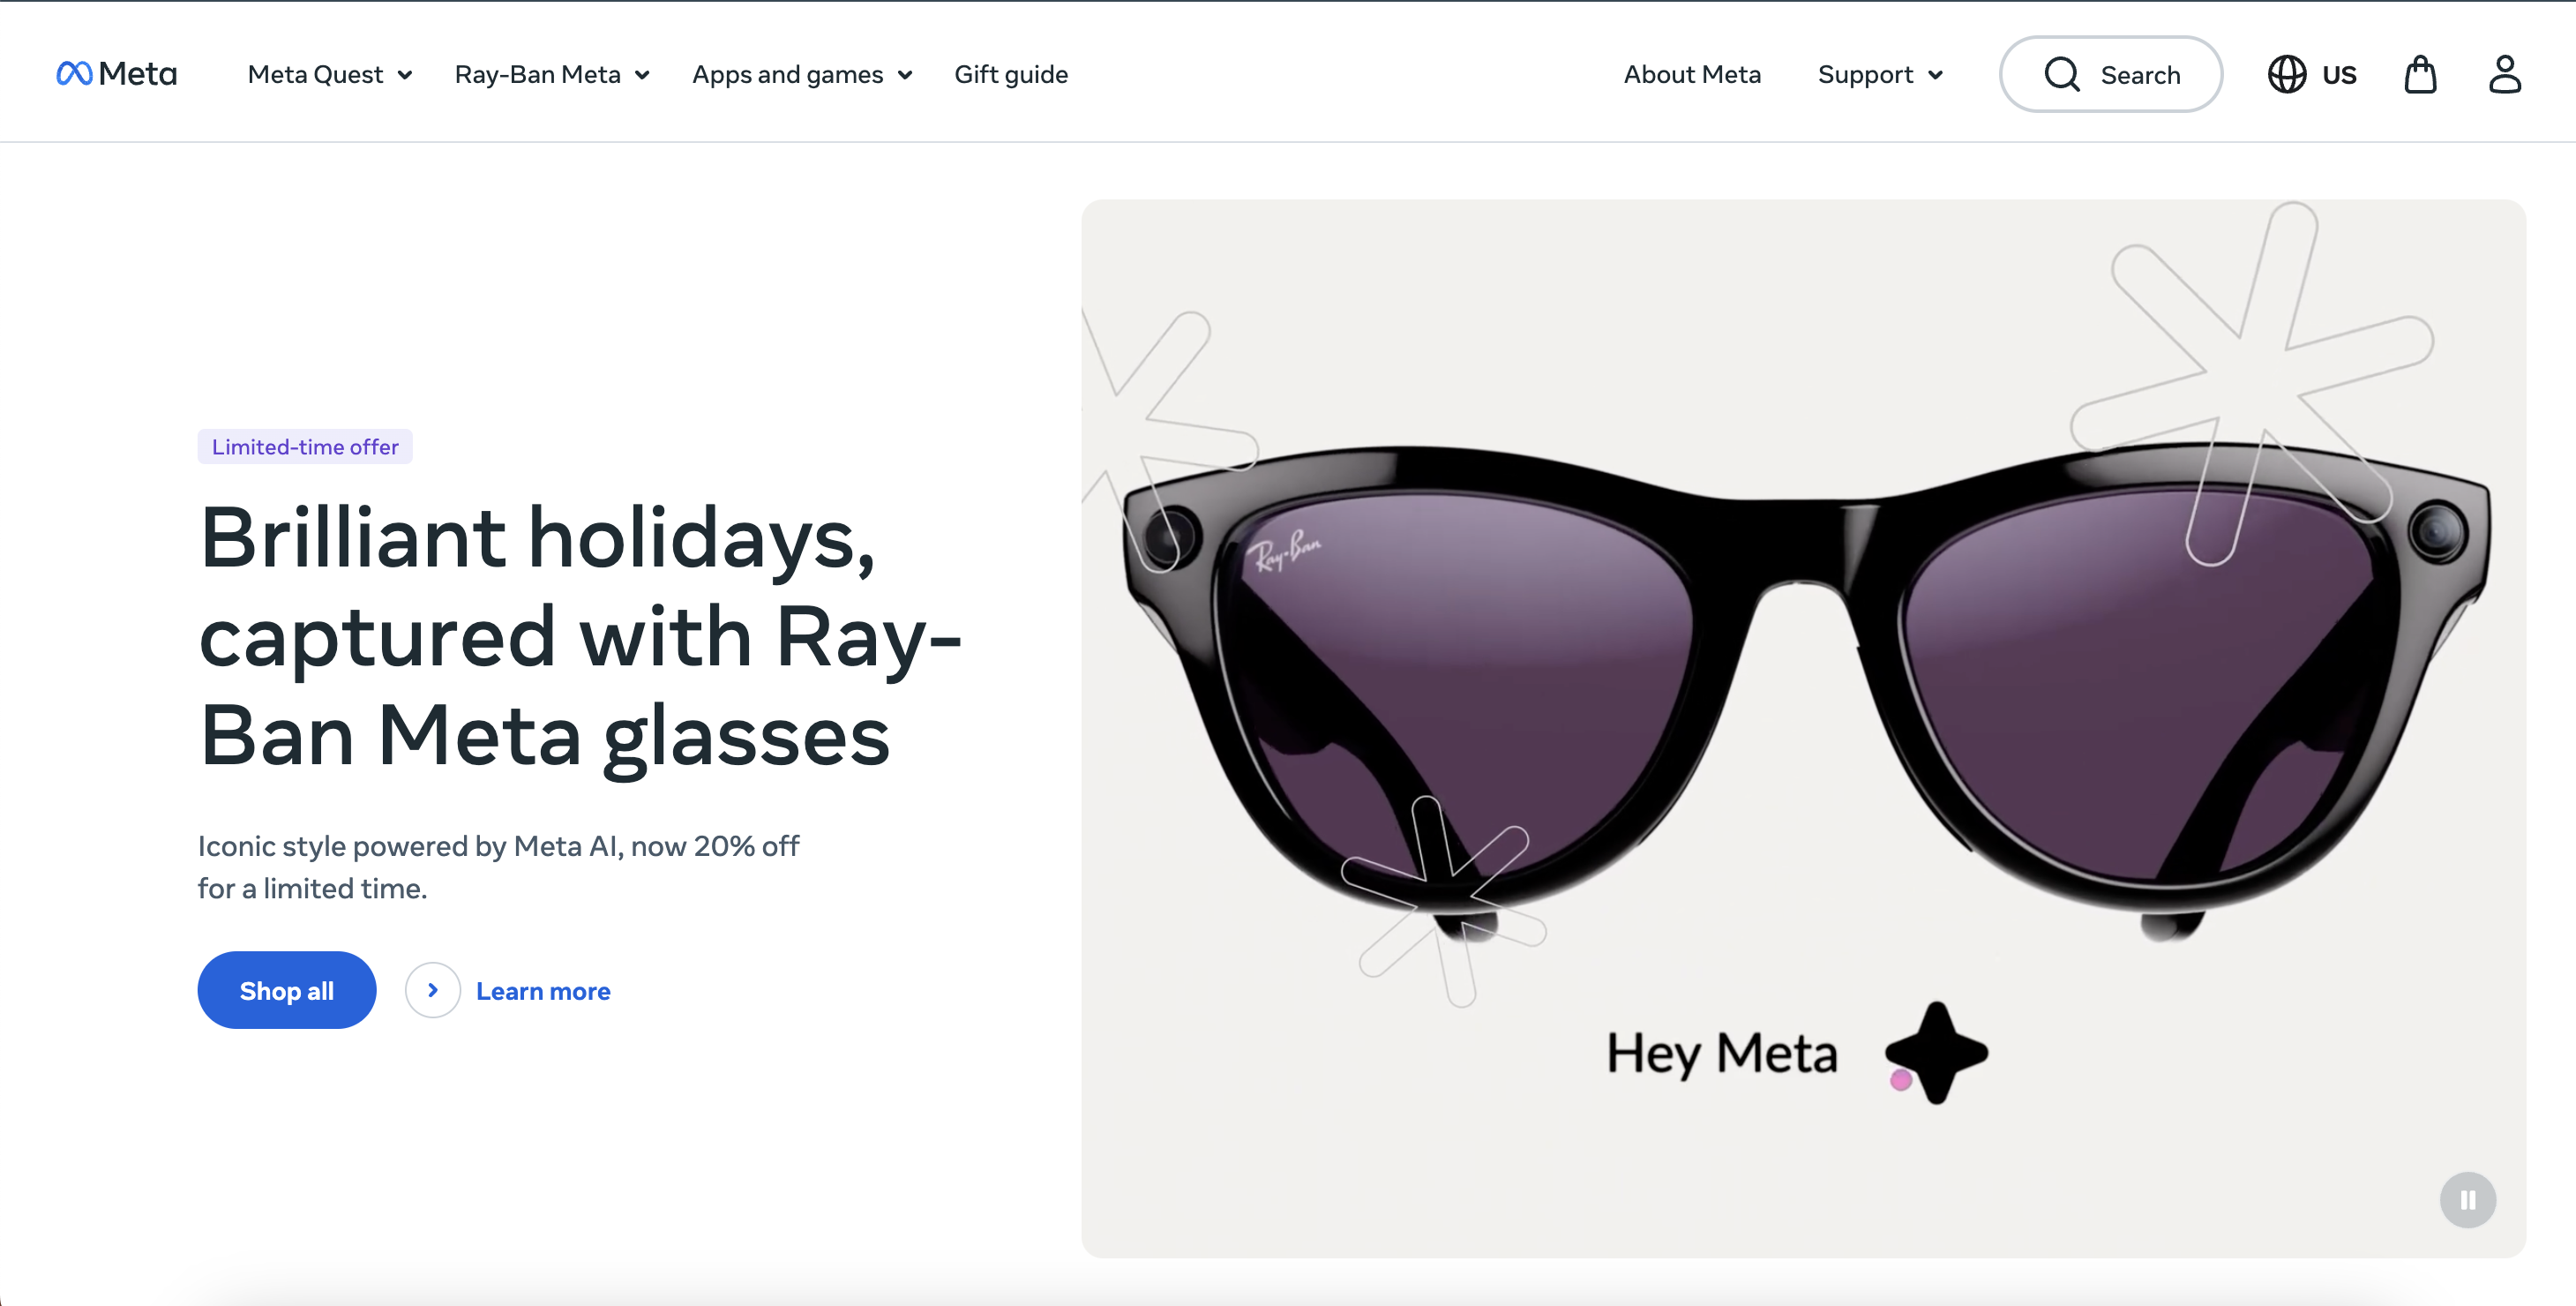 Meta
Meta Quest
Ray-Ban Meta
Apps and games
Gift guide
About Meta
Support
Search
US
Limited-time offer
Brilliant holidays,
captured with Ray-
Ban Meta glasses
Iconic style powered by Meta AI, now 20% off
for a limited time.
Shop all
Learn more
Ray-Ban
Hey Meta